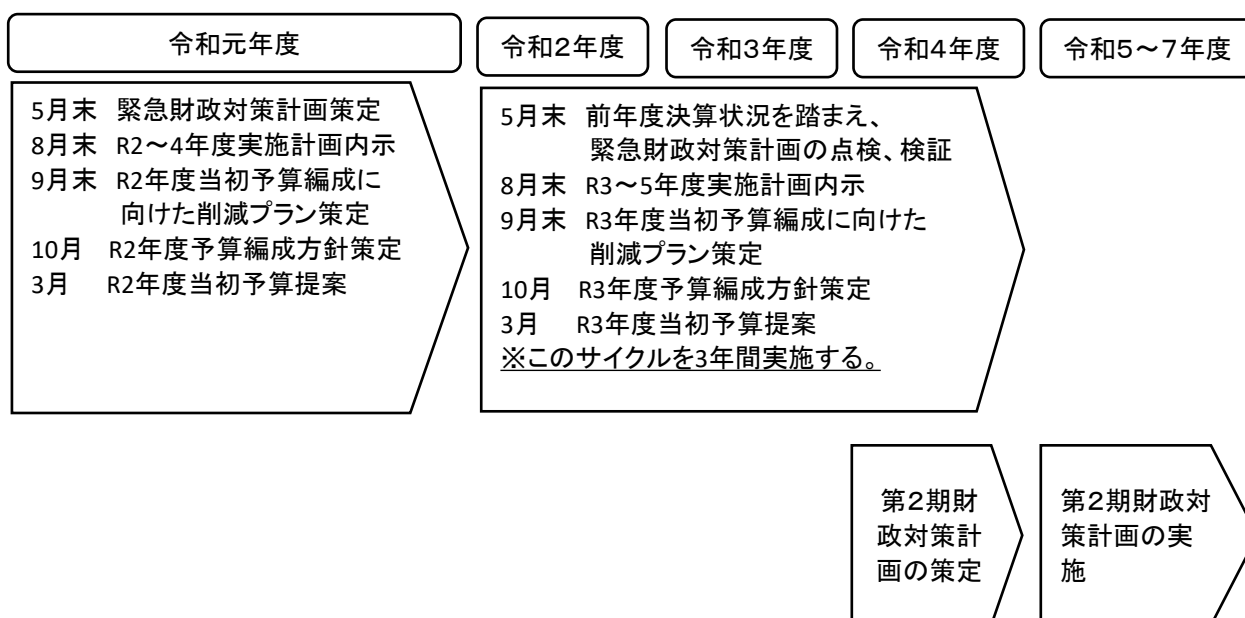 令和元年度
令和２年度
令和３年度
令和４年度
令和５～７年度
5月末　緊急財政対策計画策定
8月末　R2～4年度実施計画内示
9月末　R2年度当初予算編成に
向けた削減プラン策定
10月　R2年度予算編成方針策定
3月　R2年度当初予算提案
5月末　前年度決算状況を踏まえ、
緊急財政対策計画の点検、検証
8月末　R3～5年度実施計画内示
9月末　R3年度当初予算編成に向けた
削減プラン策定
10月　R3年度予算編成方針策定
3月　R3年度当初予算提案
※このサイクルを3年間実施する。
第２期財
政対策計
画の策定
第２期財政対
策計画の実
施